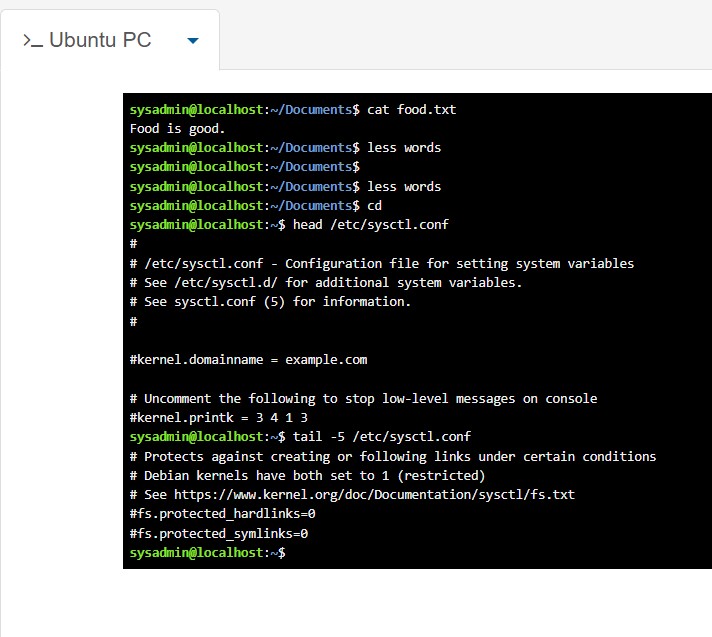 >_ Ubuntu PC
sysadmin@localhost:~/Documents$ cat food.txt
Food is good.
sysadmin@localhost:~/Documents$ less words
sysadmin@localhost:~/Documents$
sysadmin@localhost:~/Documents$ less words
sysadmin@localhost:~/Documents$ cd
sysadmin@localhost:~$ head /etc/sysctl.conf
#
# /etc/sysctl.conf - Configuration file for setting system variables
# See /etc/sysctl.d/ for additional system variables.
# See sysctl.conf (5) for information.
#
#kernel.domainname = example.com
# Uncomment the following to stop low-level messages on console
#kernel.printk = 3 4 1 3
sysadmin@localhost:~$ tail -5 /etc/sysctl.conf
# Protects against creating or following links under certain conditions
# Debian kernels have both set to 1 (restricted)
# See https://www.kernel.org/doc/Documentation/sysctl/fs.txt
#fs.protected_hardlinks=0
#fs.protected_symlinks=0
sysadmin@localhost:~$